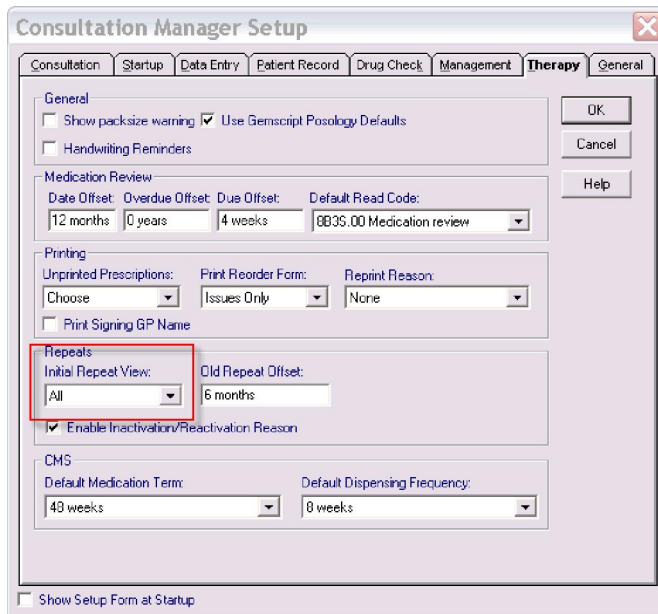 Consultation Manager Setup
Consultation Startup Data Entry Patient Record Drug Check Management Therapy General
General
Show packsize warning Use Gemscript Posology Defaults
Handwriting Reminders
OK
Cancel
Help
Medication Review
Date Offset: Overdue Offset: Due Offset: Default Read Code:
12 months 0 years 4 weeks 8B3S.00 Medication review
Printing
Unprinted Prescriptions: Print Reorder Form: Reprint Reason:
Choose Issues Only None
Print Signing GP Name
Repeats
Initial Repeat View: Old Repeat Offset:
All 6 months
Enable Inactivation/Reactivation Reason
CMS
Default Medication Term: Default Dispensing Frequency:
48 weeks 8 weeks
Show Setup Form at Startup